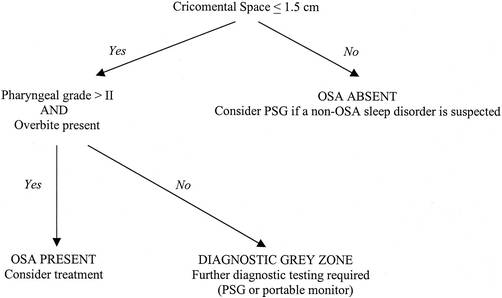 Cricomental Space ≤ 1.5 cm
Yes
No
Pharyngeal grade > II
AND
Overbite present
OSA ABSENT
Consider PSG if a non-OSA sleep disorder is suspected
Yes
No
OSA PRESENT
Consider treatment
DIAGNOSTIC GREY ZONE
Further diagnostic testing required
(PSG or portable monitor)